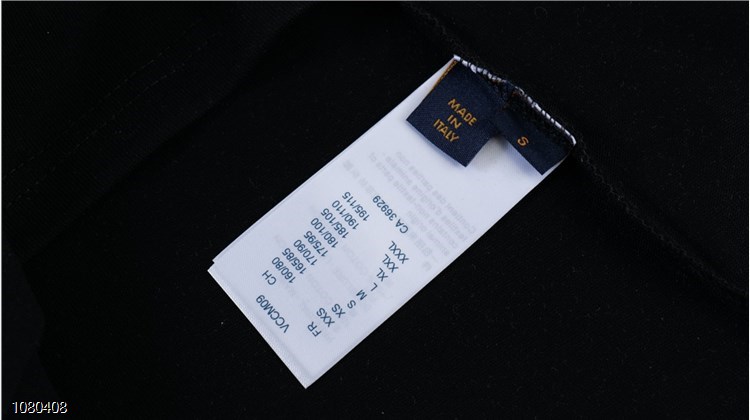 MADE
IN
ITALY
S
VCCM09
FR CH
XXS 160/80
XS 165/85
S 170/90
M 175/95
L 180/100
XL 185/105
XXL 190/110
XXXL 195/115
CA 36929
1080408